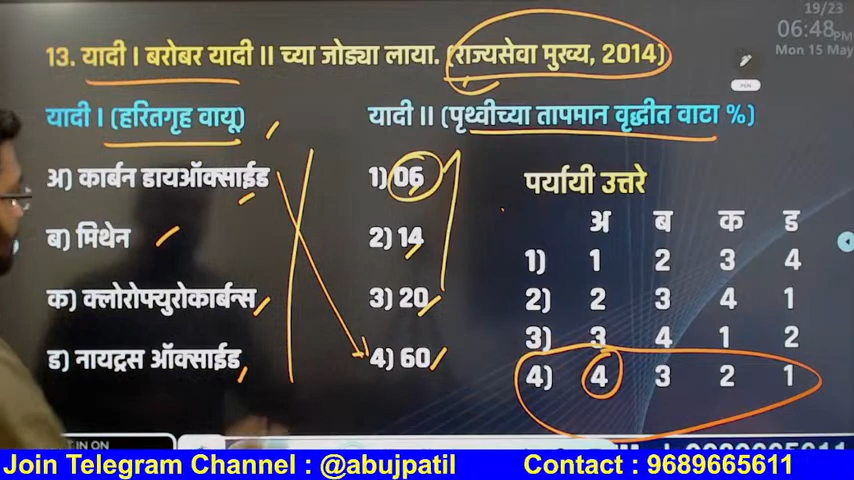 19/23
06:48PM
Mon 15 May
13. यादी I बरोबर यादी II च्या जोड्या लाया. (राज्यसेवा मुख्य, 2014)
PEN
यादी I (हरितगृह वायू)
यादी II (पृथ्वीच्या तापमान वृद्धीत वाटा %)
अ) कार्बन डायऑक्साईड
1) 06
ब) मिथेन
2) 14
क) क्लोरोफ्युरोकार्बन्स
3) 20
ड) नायट्रस ऑक्साईड
4) 60
पर्यायी उत्तरे
अ ब क ड
1) 1 2 3 4
2) 2 3 4 1
3) 3 4 1 2
4) 4 3 2 1
Join Telegram Channel : @abujpatil
Contact : 9689665611